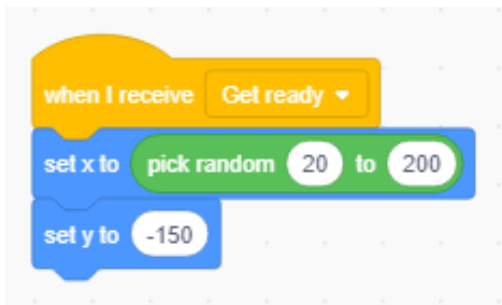 when I receive Get ready
set x to pick random 20 to 200
set y to -150